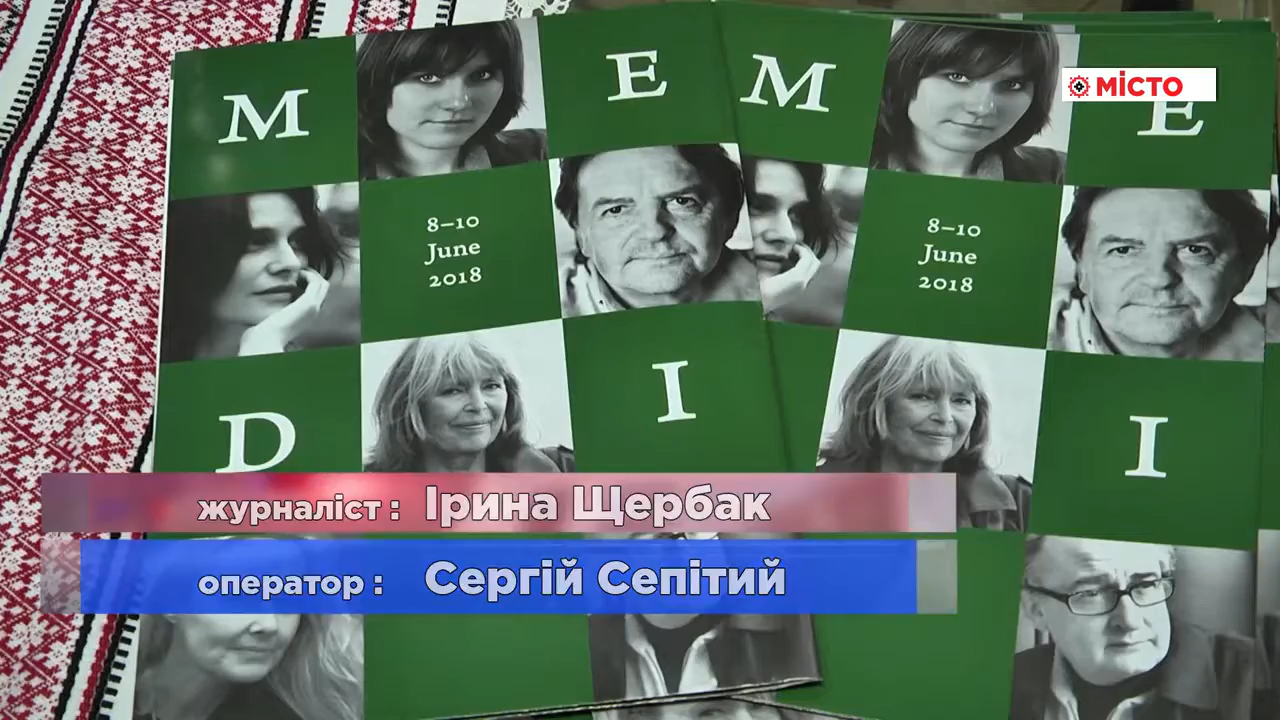 M E M E
МІСТО
8–10
June
2018
8–10
June
2018
D I I
журналіст : Ірина Щербак
оператор : Сергій Сепітий